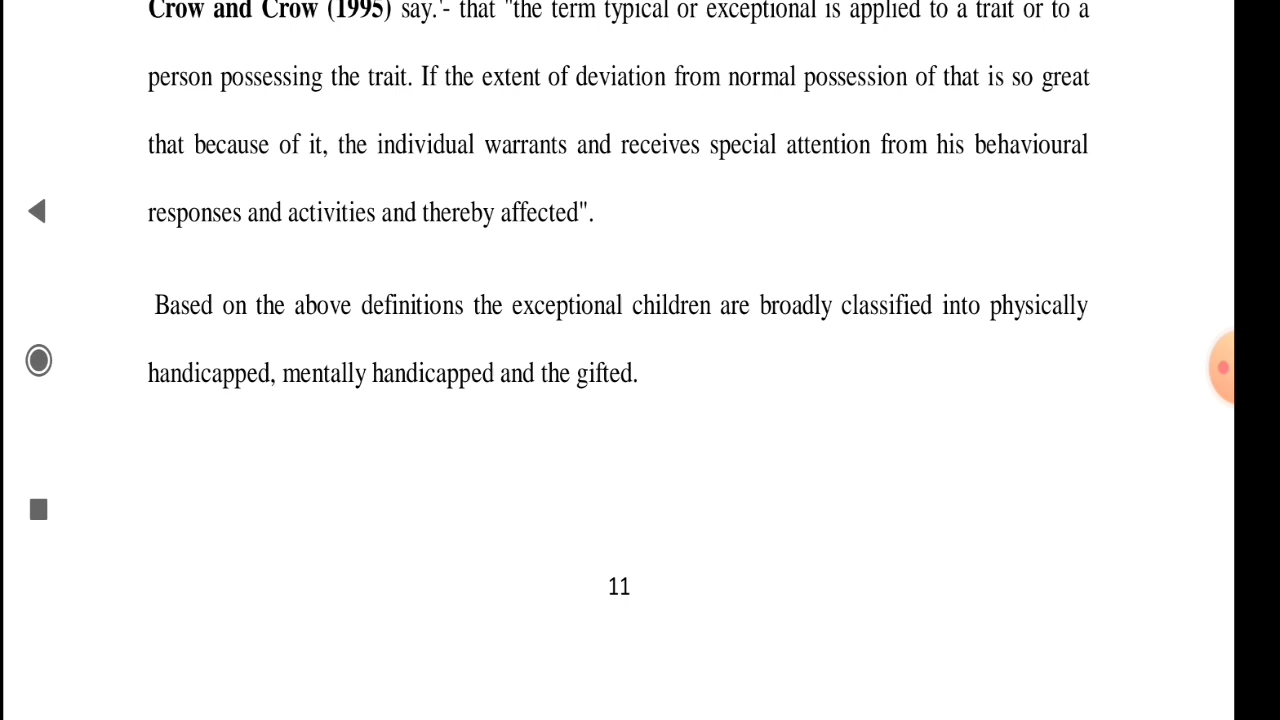 Crow and Crow (1995) say.'- that "the term typical or exceptional is applied to a trait or to a
person possessing the trait. If the extent of deviation from normal possession of that is so great
that because of it, the individual warrants and receives special attention from his behavioural
responses and activities and thereby affected".
Based on the above definitions the exceptional children are broadly classified into physically
handicapped, mentally handicapped and the gifted.
11